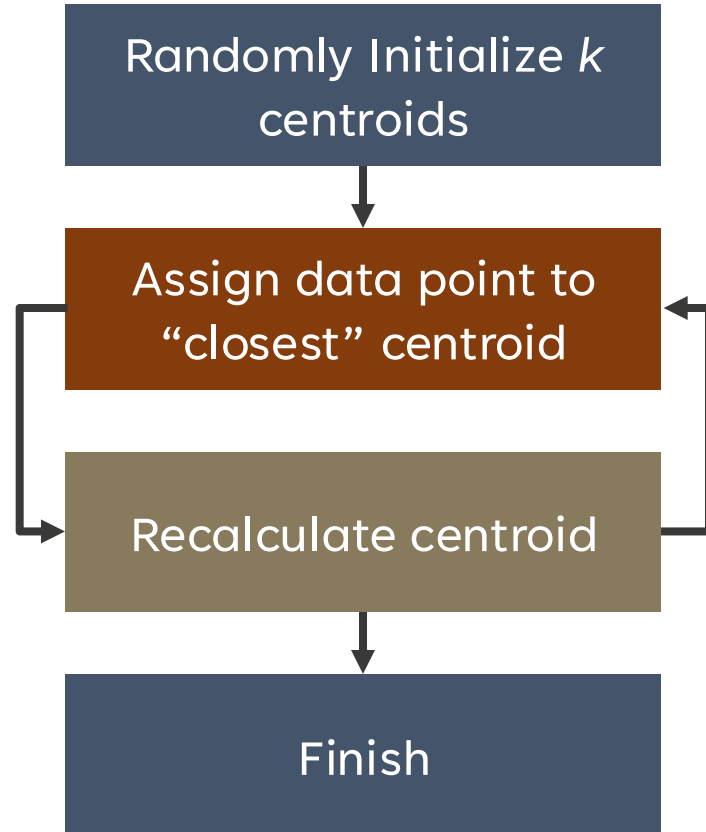 Randomly Initialize k
centroids
Assign data point to
“closest” centroid
Recalculate centroid
Finish